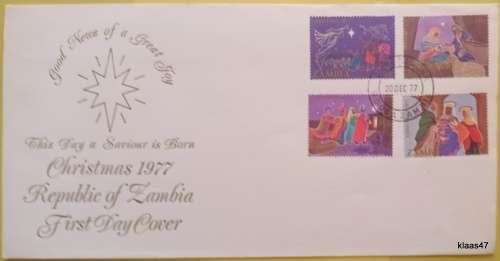 Good News of a Great Joy
This Day a Saviour is Born
Christmas 1977
Republic of Zambia
First Day Cover
ZAMBIA
20 DEC 77
klaas47